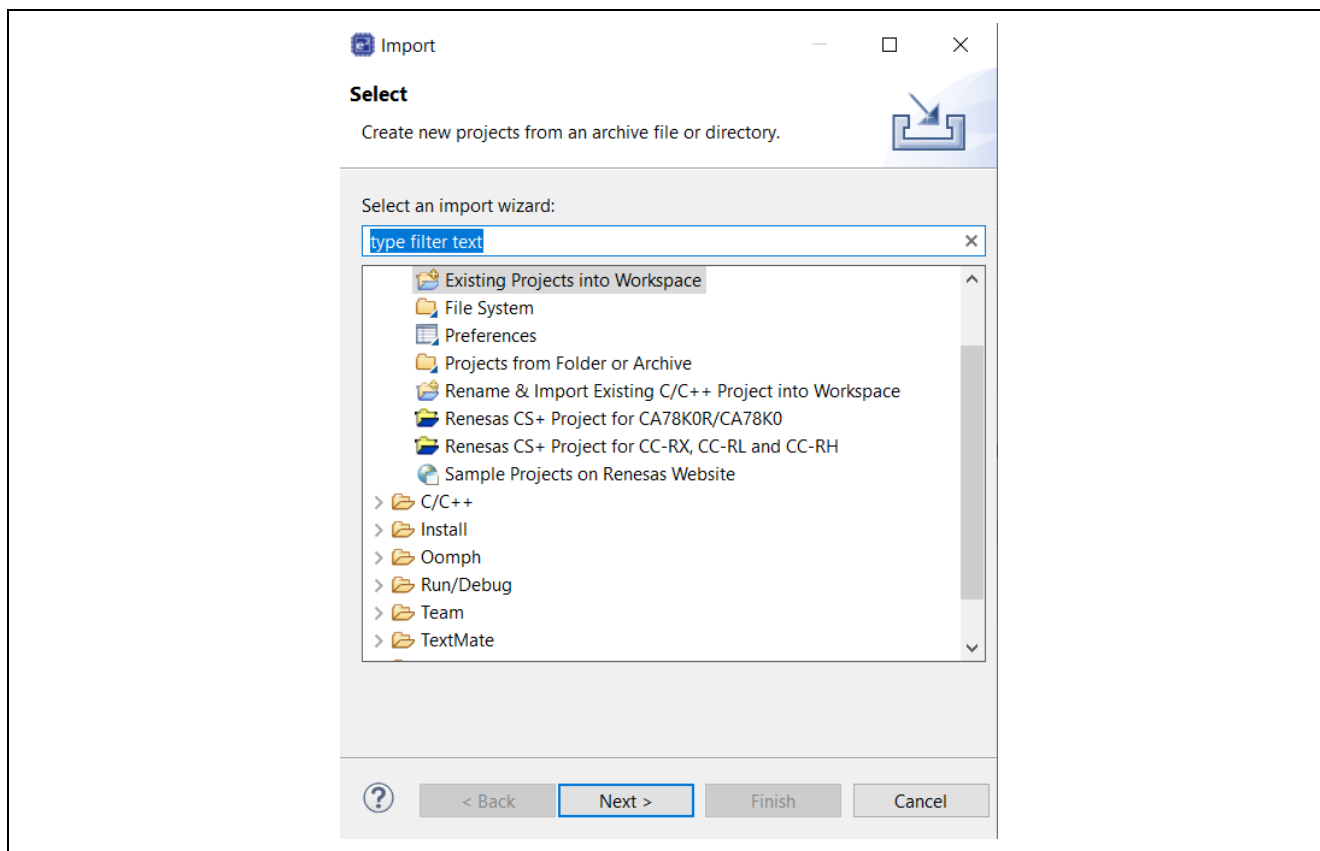 Import
Select
Create new projects from an archive file or directory.
Select an import wizard:
type filter text
Existing Projects into Workspace
File System
Preferences
Projects from Folder or Archive
Rename & Import Existing C/C++ Project into Workspace
Renesas CS+ Project for CA78K0R/CA78K0
Renesas CS+ Project for CC-RX, CC-RL and CC-RH
Sample Projects on Renesas Website
C/C++
Install
Oomph
Run/Debug
Team
TextMate
? < Back Next > Finish Cancel